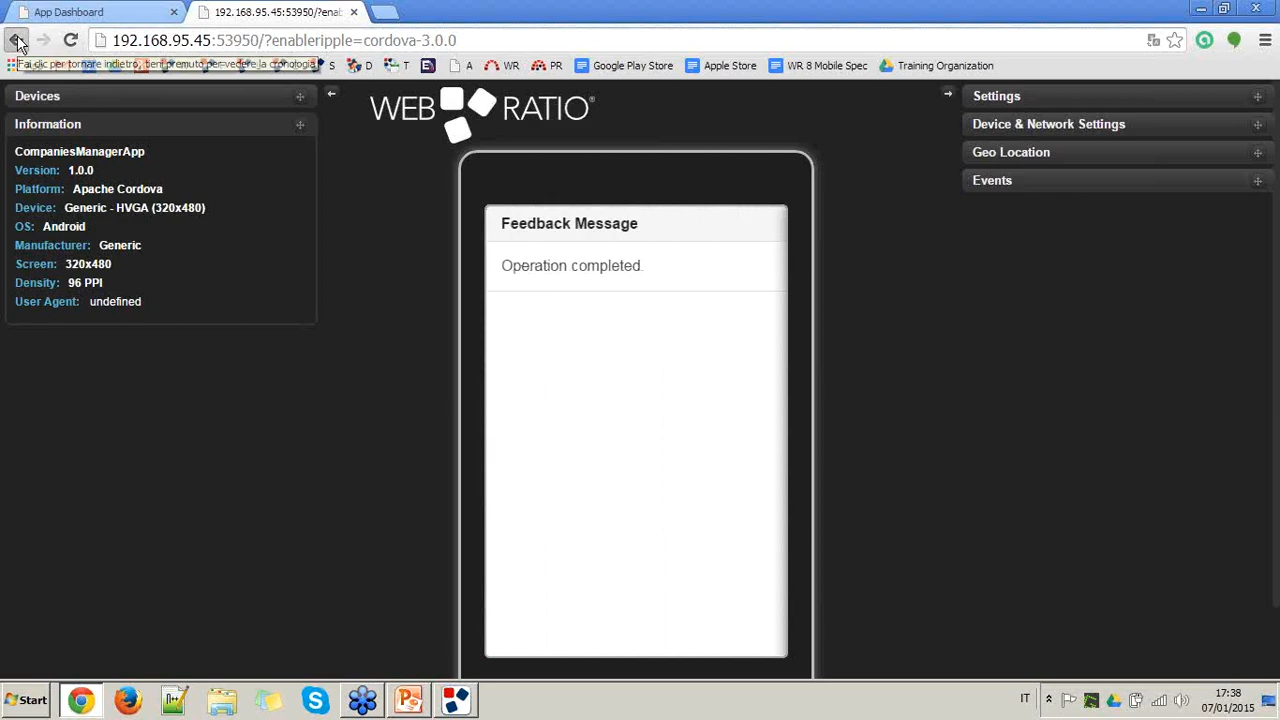 App Dashboard
192.168.95.45:53950/?enal
192.168.95.45:53950/?enableripple=cordova-3.0.0
Fai clic per tornare indietro, tieni premuto per vedere la cronologia
S
D
T
A
WR
PR
Google Play Store
Apple Store
WR 8 Mobile Spec
Training Organization
Devices
Information
CompaniesManagerApp
Version: 1.0.0
Platform: Apache Cordova
Device: Generic - HVGA (320x480)
OS: Android
Manufacturer: Generic
Screen: 320x480
Density: 96 PPI
User Agent: undefined
WEB RATIO®
Feedback Message
Operation completed.
Settings
Device & Network Settings
Geo Location
Events
Start
IT
17:38
07/01/2015